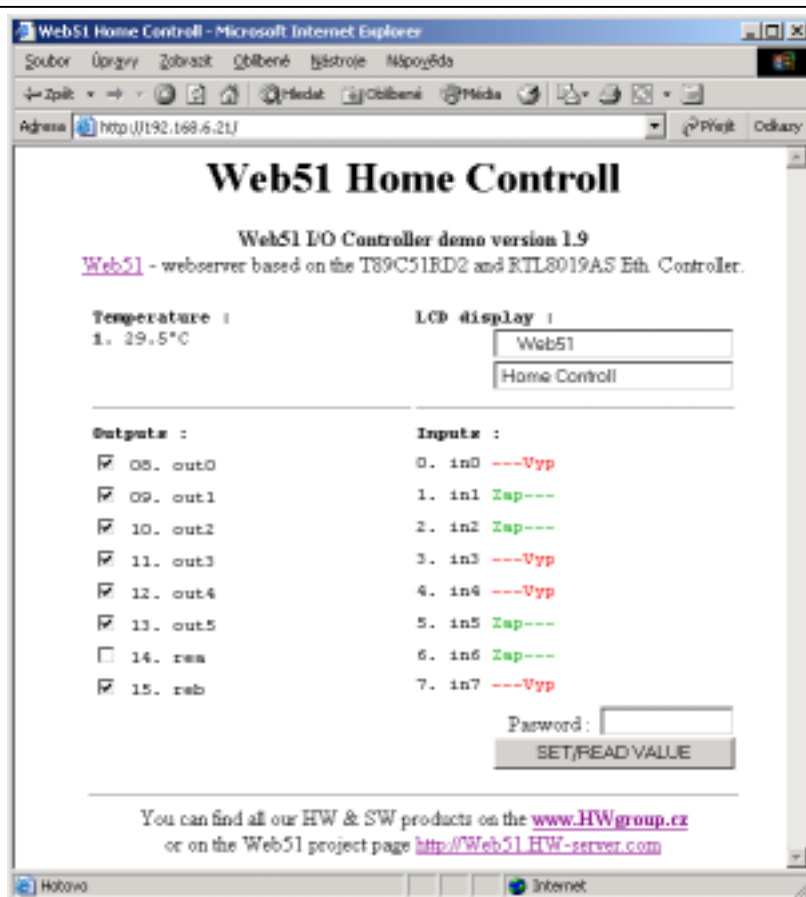 Web51 Home Controll - Microsoft Internet Explorer
Soubor Úpravy Zobrazit Oblíbené Nástroje Nápověda
Zpět Hledat Oblíbené Média
Adresa http://192.168.6.21/ Přejít Odkazy
Web51 Home Controll
Web51 I/O Controller demo version 1.9
Web51 - webserver based on the T89C51RD2 and RTL8019AS Eth. Controller.
Temperature : LCD display :
1. 29.5°C Web51
Home Controll
Outputs : Inputs :
08. out0 0. in0 ---Vyp
09. out1 1. in1 Zap---
10. out2 2. in2 Zap---
11. out3 3. in3 ---Vyp
12. out4 4. in4 ---Vyp
13. out5 5. in5 Zap---
14. rea 6. in6 Zap---
15. reb 7. in7 ---Vyp
Pasword :
SET/READ VALUE
You can find all our HW & SW products on the www.HWgroup.cz
or on the Web51 project page http://Web51.HW-server.com
Hotovo Internet